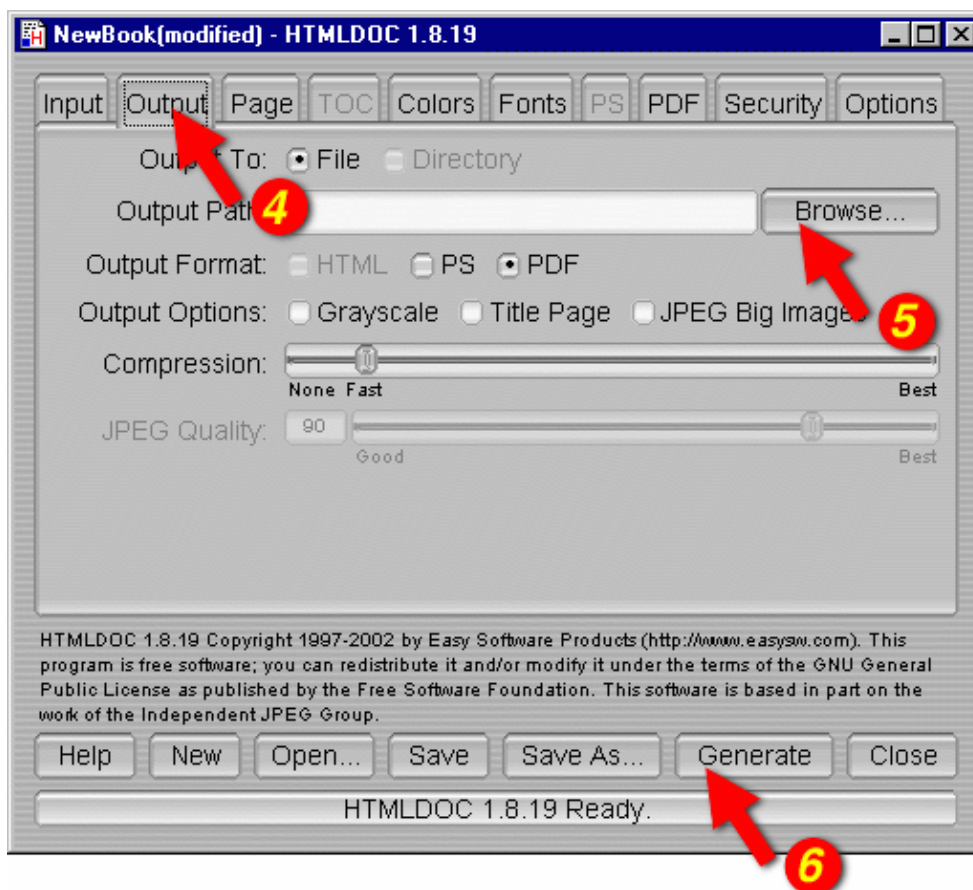 NewBook(modified) - HTMLDOC 1.8.19
Input Output Page TOC Colors Fonts PS PDF Security Options
Output To: File Directory
4
Output Path Browse...
Output Format: HTML PS PDF
Output Options: Grayscale Title Page JPEG Big Images
5
Compression:
None Fast Best
JPEG Quality: 90
Good Best
HTMLDOC 1.8.19 Copyright 1997-2002 by Easy Software Products (http://www.easysw.com). This
program is free software; you can redistribute it and/or modify it under the terms of the GNU General
Public License as published by the Free Software Foundation. This software is based in part on the
work of the Independent JPEG Group.
Help New Open... Save Save As... Generate Close
HTMLDOC 1.8.19 Ready.
6